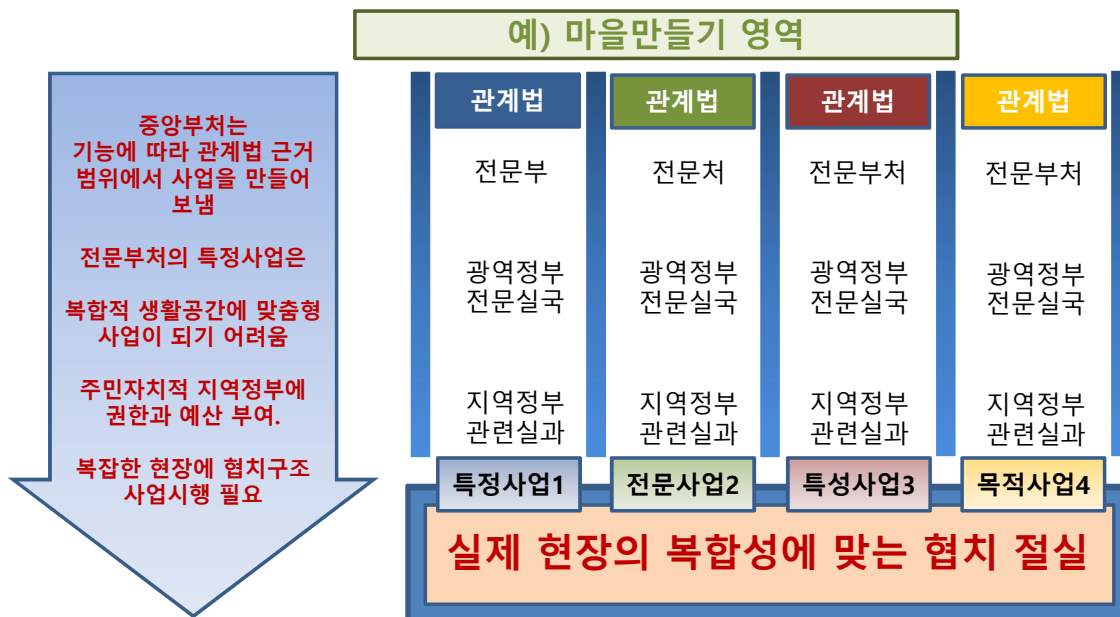 예) 마을만들기 영역
중앙부처는
기능에 따라 관계법 근거
범위에서 사업을 만들어
보냄
전문부처의 특정사업은
복합적 생활공간에 맞춤형
사업이 되기 어려움
주민자치적 지역정부에
권한과 예산 부여.
복잡한 현장에 협치구조
사업시행 필요
관계법 관계법 관계법 관계법
전문부 전문처 전문부처 전문부처
광역정부 광역정부 광역정부 광역정부
전문실국 전문실국 전문실국 전문실국
지역정부 지역정부 지역정부 지역정부
관련실과 관련실과 관련실과 관련실과
특정사업1 전문사업2 특성사업3 목적사업4
실제 현장의 복합성에 맞는 협치 절실